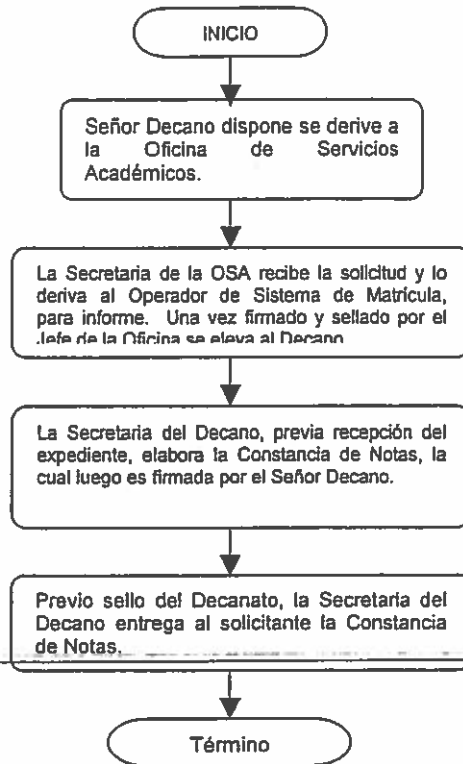 INICIO
Señor Decano dispone se derive a
la Oficina de Servicios
Académicos.
La Secretaria de la OSA recibe la solicitud y lo
deriva al Operador de Sistema de Matrícula,
para informe. Una vez firmado y sellado por el
Jefe de la Oficina se eleva al Decano
La Secretaria del Decano, previa recepción del
expediente, elabora la Constancia de Notas, la
cual luego es firmada por el Señor Decano.
Previo sello del Decanato, la Secretaria del
Decano entrega al solicitante la Constancia
de Notas.
Término